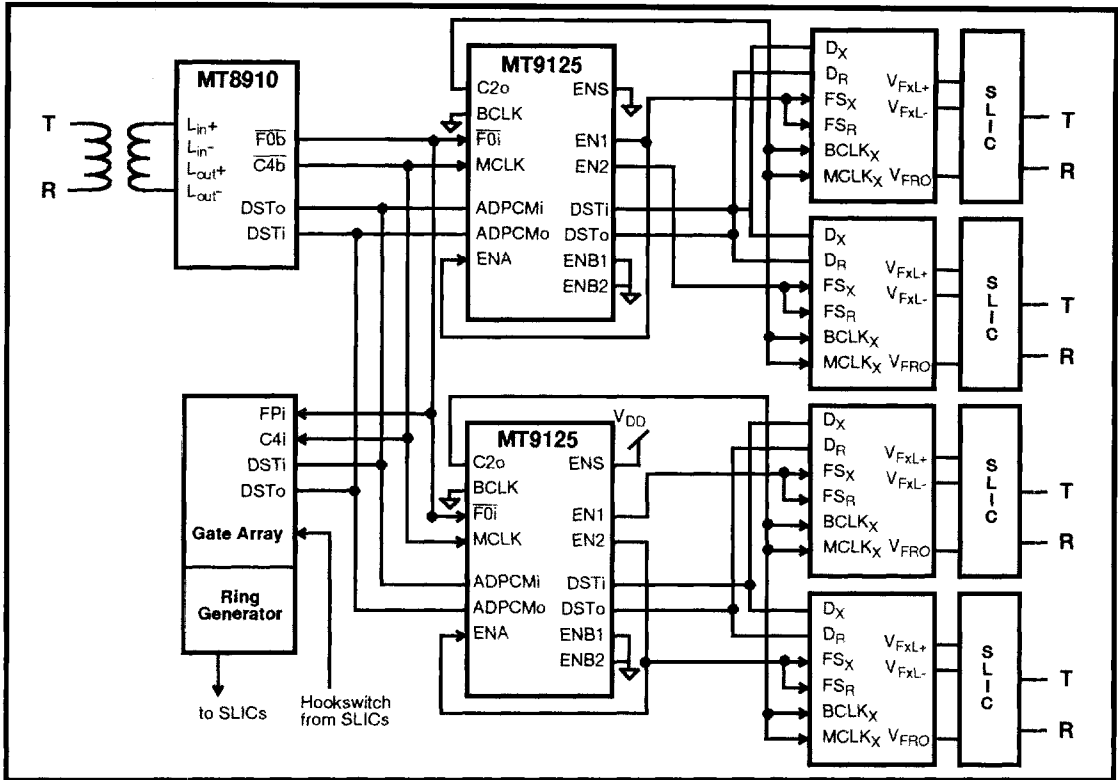 T
R
MT8910
Lin+
Lin-
Lout+
Lout-
F0b
C4b
DSTo
DSTi
MT9125
C2o
BCLK
F0i
MCLK
ADPCMi
ADPCMo
ENA
ENS
EN1
EN2
DSTi
DSTo
ENB1
ENB2
DX
DR
FSX
FSR
BCLKX
MCLKX
VFxL+
VFxL-
VFRO
SLIC
T
R
DX
DR
FSX
FSR
BCLKX
MCLKX
VFxL+
VFxL-
VFRO
SLIC
T
R
FPi
C4i
DSTi
DSTo
Gate Array
Ring
Generator
to SLICs
Hookswitch
from SLICs
MT9125
C2o
BCLK
F0i
MCLK
ADPCMi
ADPCMo
ENA
VDD
ENS
EN1
EN2
DSTi
DSTo
ENB1
ENB2
DX
DR
FSX
FSR
BCLKX
MCLKX
VFxL+
VFxL-
VFRO
SLIC
T
R
DX
DR
FSX
FSR
BCLKX
MCLKX
VFxL+
VFxL-
VFRO
SLIC
T
R